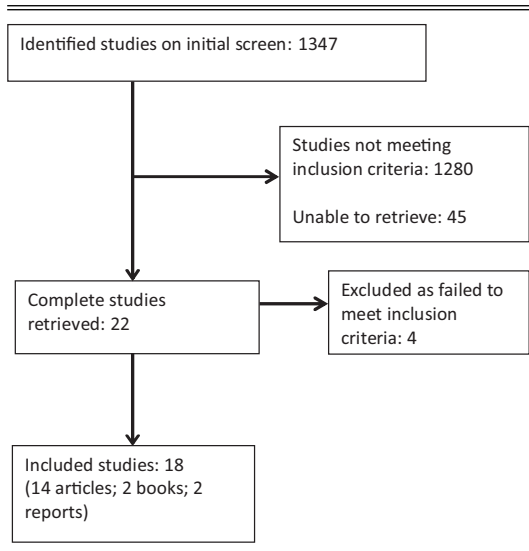 Identified studies on initial screen: 1347
Studies not meeting
inclusion criteria: 1280
Unable to retrieve: 45
Complete studies
retrieved: 22
Excluded as failed to
meet inclusion
criteria: 4
Included studies: 18
(14 articles; 2 books; 2
reports)